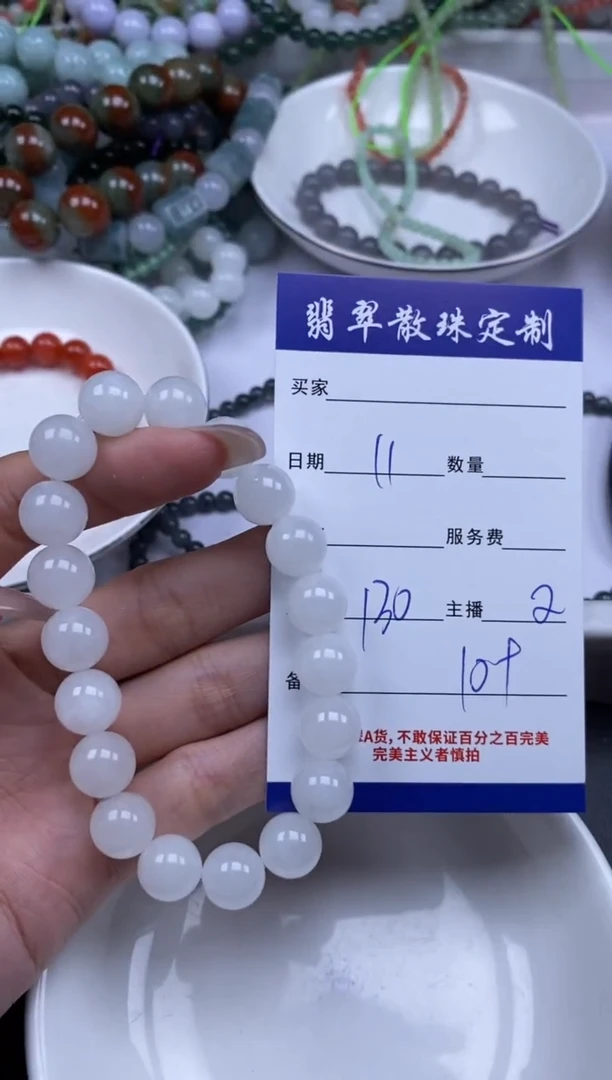 翡翠散珠定制
买家
日期 11 数量
服务费
130 主播 2
备 10
A货,不敢保证百分之百完美
完美主义者慎拍